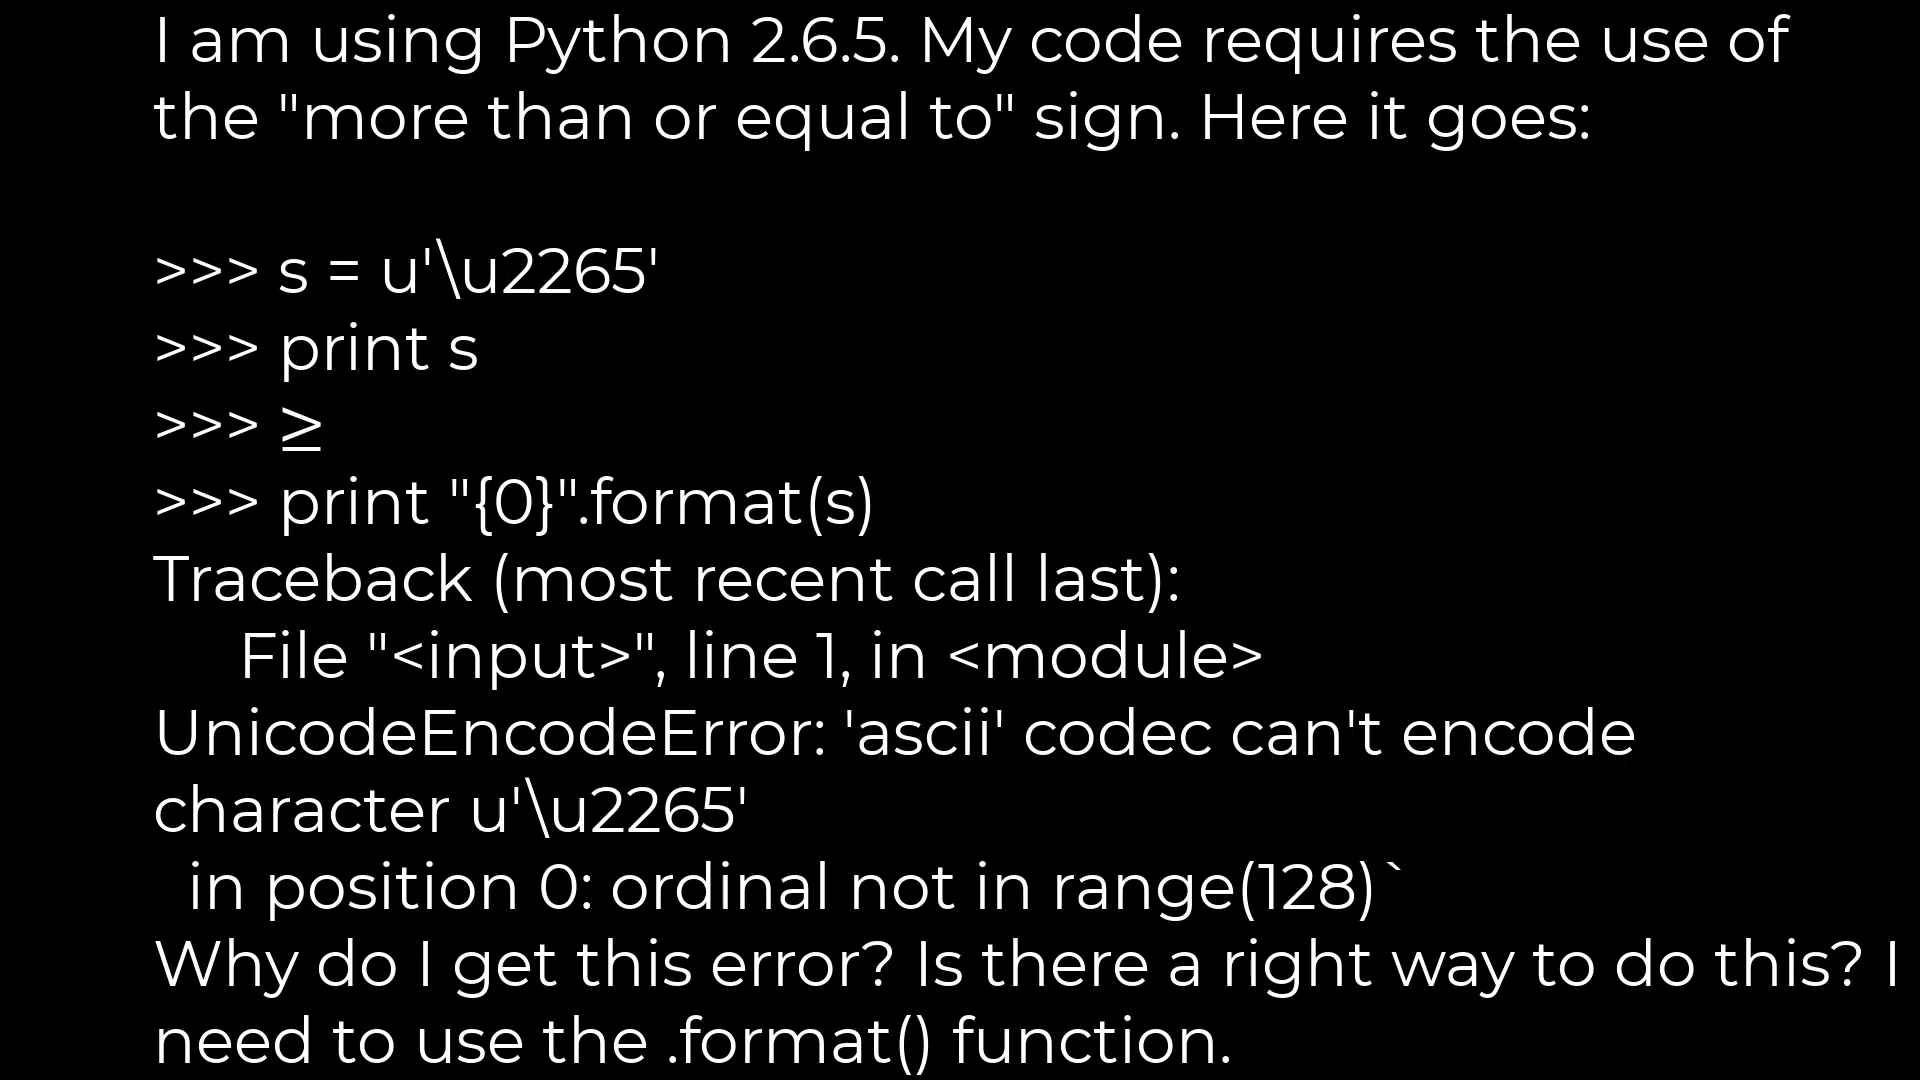 I am using Python 2.6.5. My code requires the use of
the "more than or equal to" sign. Here it goes:
>>> s = u'\u2265'
>>> print s
>>> ≥
>>> print "{0}".format(s)
Traceback (most recent call last):
File "<input>", line 1, in <module>
UnicodeEncodeError: 'ascii' codec can't encode
character u'\u2265'
in position 0: ordinal not in range(128)`
Why do I get this error? Is there a right way to do this? I
need to use the .format() function.